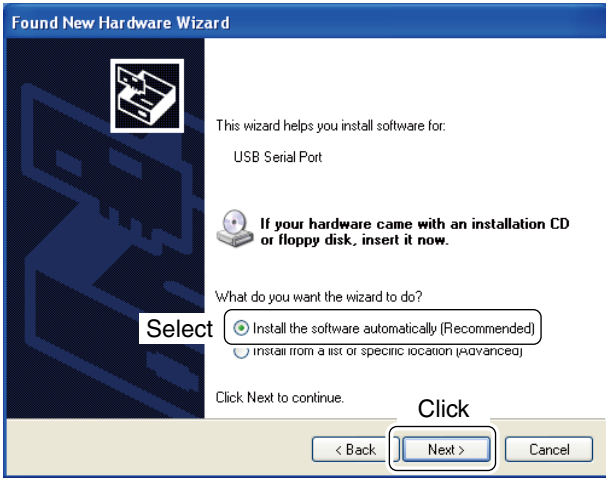 Found New Hardware Wizard
This wizard helps you install software for:
USB Serial Port
If your hardware came with an installation CD
or floppy disk, insert it now.
What do you want the wizard to do?
Select
Install the software automatically (Recommended)
Install from a list or specific location (Advanced)
Click Next to continue.
Click
< Back
Next >
Cancel